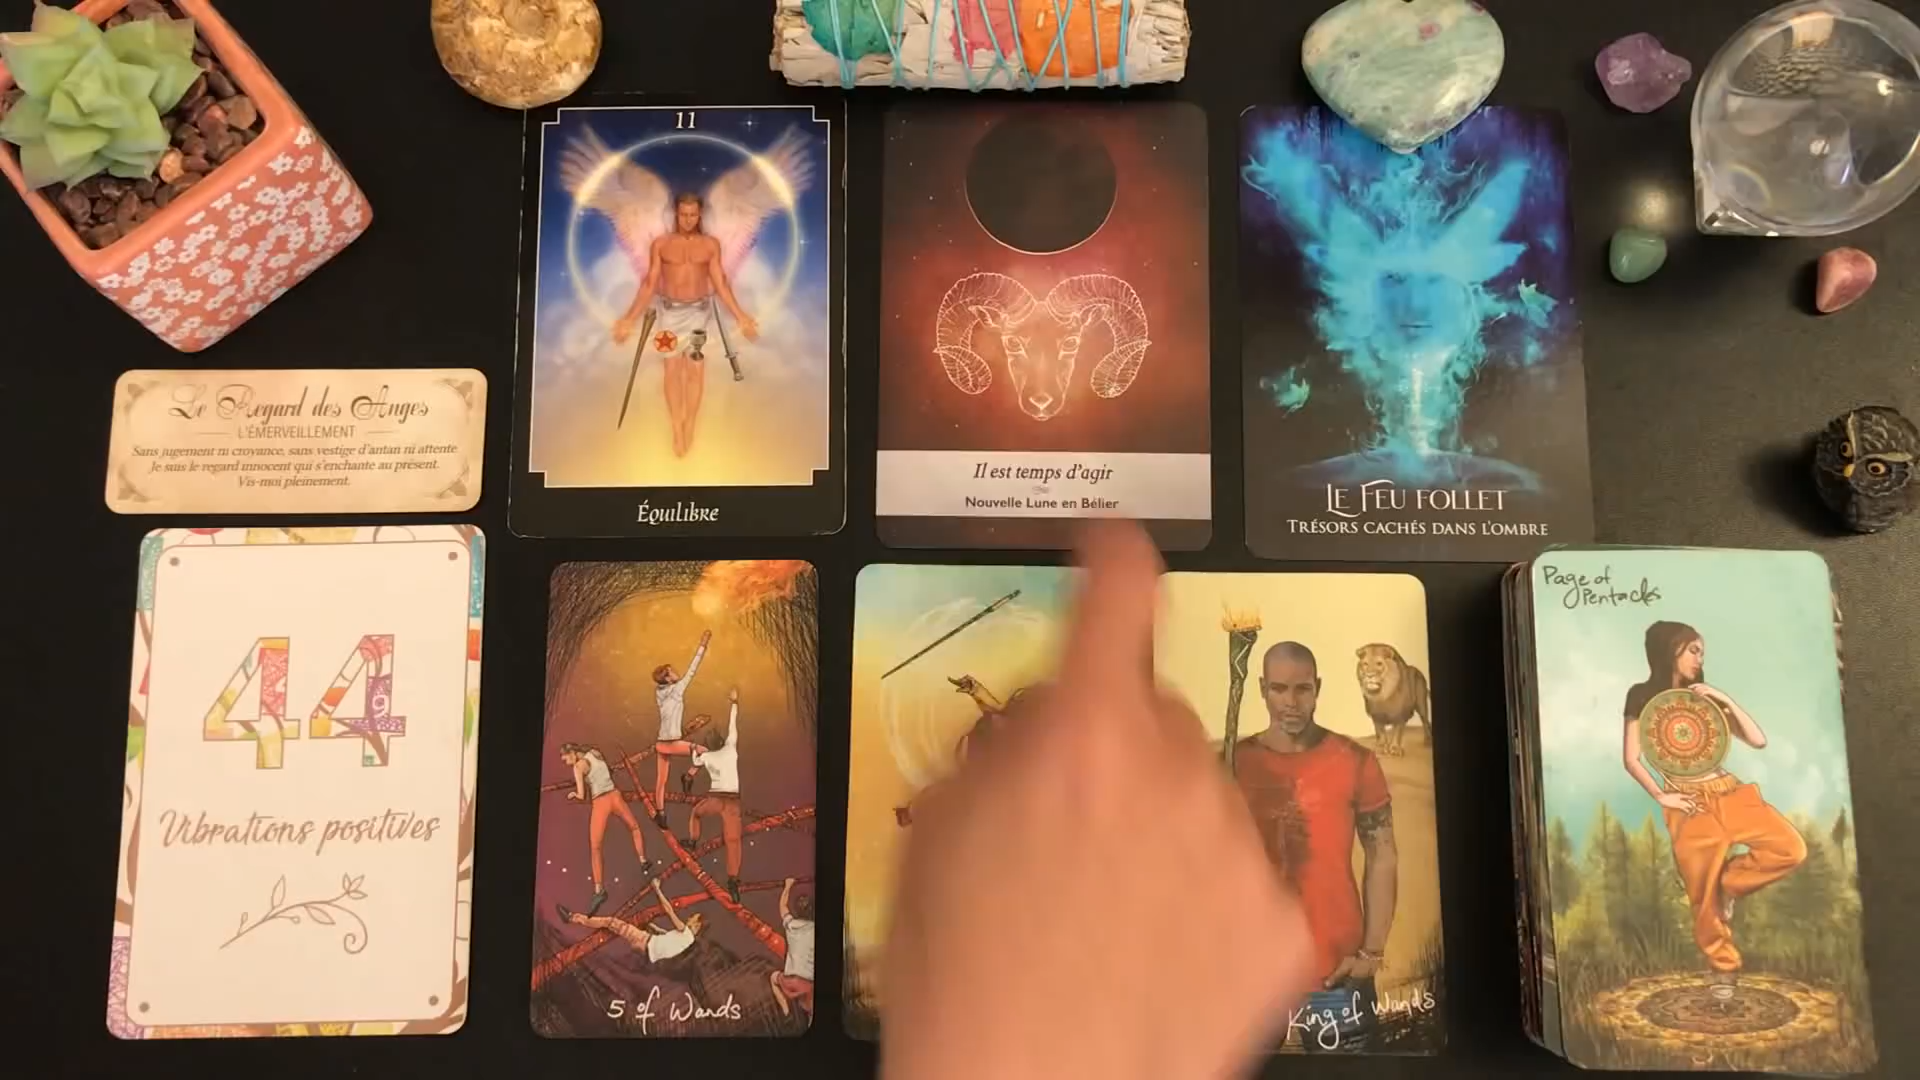 11
Équilibre
Il est temps d'agir
Nouvelle Lune en Bélier
Le Feu follet
Trésors cachés dans l'ombre
Le Regard des Anges
L'ÉMERVEILLEMENT
Sans jugement ni croyance, sans vestige d'antan ni attente
Je suis le regard innocent qui s'enchante au présent.
Vis-moi pleinement.
44
Vibrations positives
5 of Wands
King of Wands
Page of
Pentacles